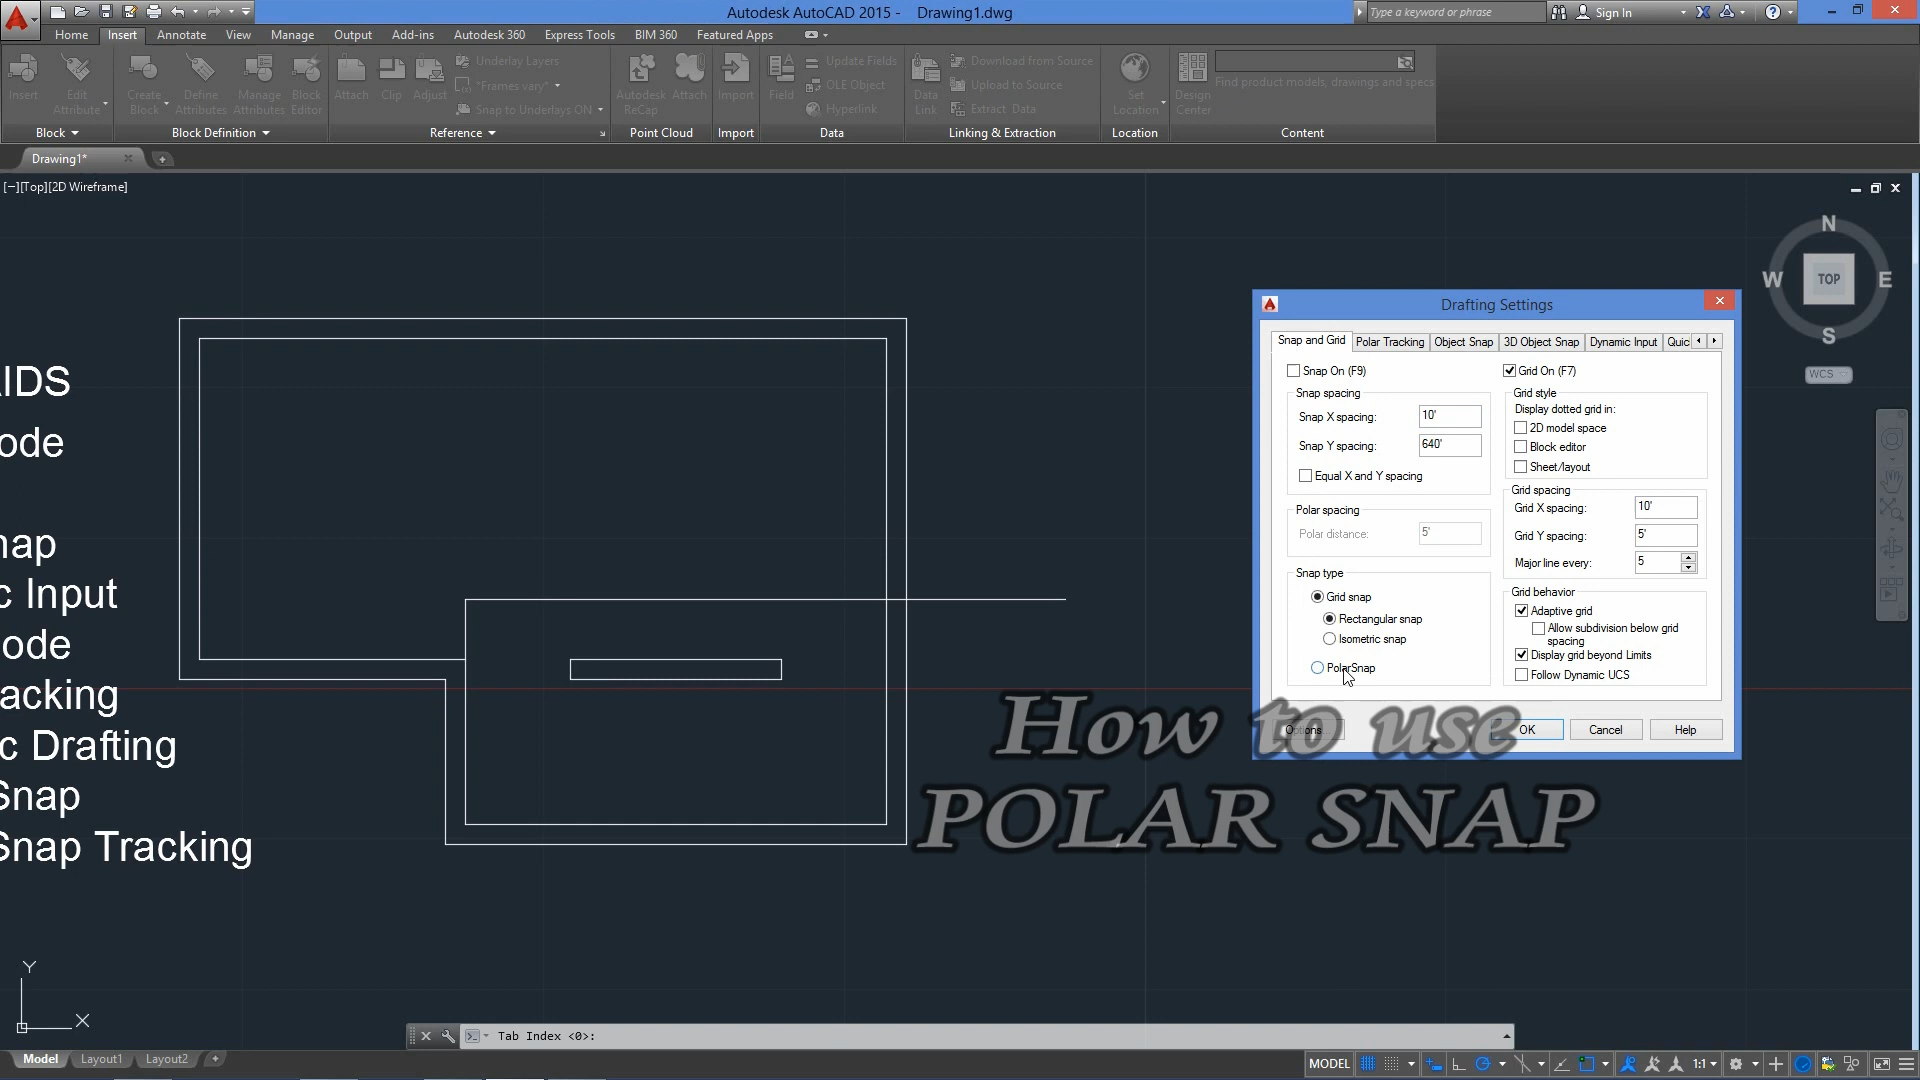 Autodesk AutoCAD 2015 - Drawing1.dwg
Type a keyword or phrase
Sign In
Home Insert Annotate View Manage Output Add-ins Autodesk 360 Express Tools BIM 360 Featured Apps
Insert
Edit Attribute
Create Block
Define Attributes
Manage Attributes
Block Editor
Attach
Clip
Adjust
Underlay Layers
*Frames vary*
Snap to Underlays ON
Autodesk ReCap
Attach
Import
Field
Update Fields
OLE Object
Hyperlink
Data Link
Download from Source
Upload to Source
Extract Data
Set Location
Design Center
Find product models, drawings and specs
Block
Block Definition
Reference
Point Cloud
Import
Data
Linking & Extraction
Location
Content
Drawing1*
[−][Top][2D Wireframe]
N
W TOP E
S
WCS
IDS
ode
nap
c Input
ode
acking
c Drafting
Snap
Snap Tracking
Drafting Settings
Snap and Grid Polar Tracking Object Snap 3D Object Snap Dynamic Input Quic
Snap On (F9)
Snap spacing
Snap X spacing: 10'
Snap Y spacing: 640'
Equal X and Y spacing
Polar spacing
Polar distance: 5'
Snap type
Grid snap
Rectangular snap
Isometric snap
PolarSnap
Grid On (F7)
Grid style
Display dotted grid in:
2D model space
Block editor
Sheet/layout
Grid spacing
Grid X spacing: 10'
Grid Y spacing: 5'
Major line every: 5
Grid behavior
Adaptive grid
Allow subdivision below grid
spacing
Display grid beyond Limits
Follow Dynamic UCS
Options... OK Cancel Help
How to use
POLAR SNAP
Y
X
Tab Index <0>:
Model Layout1 Layout2
MODEL
1:1